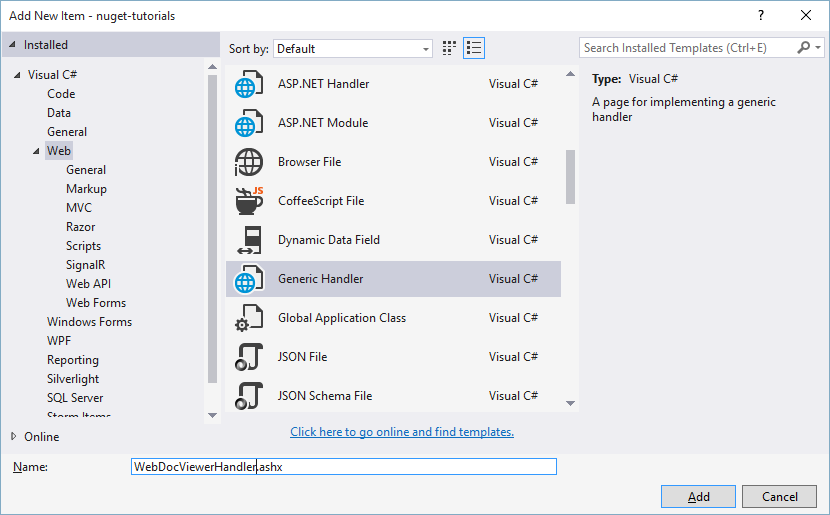 Add New Item - nuget-tutorials
?
Installed
Visual C#
Code
Data
General
Web
General
Markup
MVC
Razor
Scripts
SignalR
Web API
Web Forms
Windows Forms
WPF
Reporting
Silverlight
SQL Server
Storm Items
Online
Sort by: Default
ASP.NET Handler Visual C#
ASP.NET Module Visual C#
Browser File Visual C#
JS
CoffeeScript File Visual C#
Dynamic Data Field Visual C#
Generic Handler Visual C#
Global Application Class Visual C#
JSON File Visual C#
JSON Schema File Visual C#
Click here to go online and find templates.
Search Installed Templates (Ctrl+E)
Type: Visual C#
A page for implementing a generic
handler
Name: WebDocViewerHandler.ashx
Add Cancel